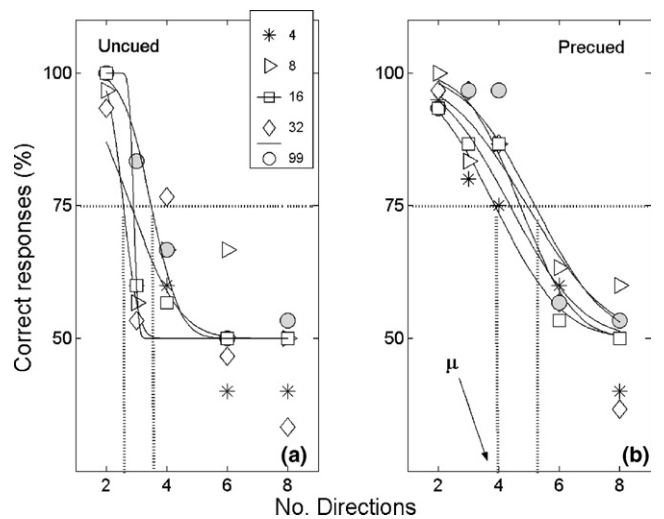 Uncued
4
8
16
32
99
Precued
Correct responses (%)
100
75
50
100
75
50
μ
(a)
(b)
2 4 6 8
2 4 6 8
No. Directions